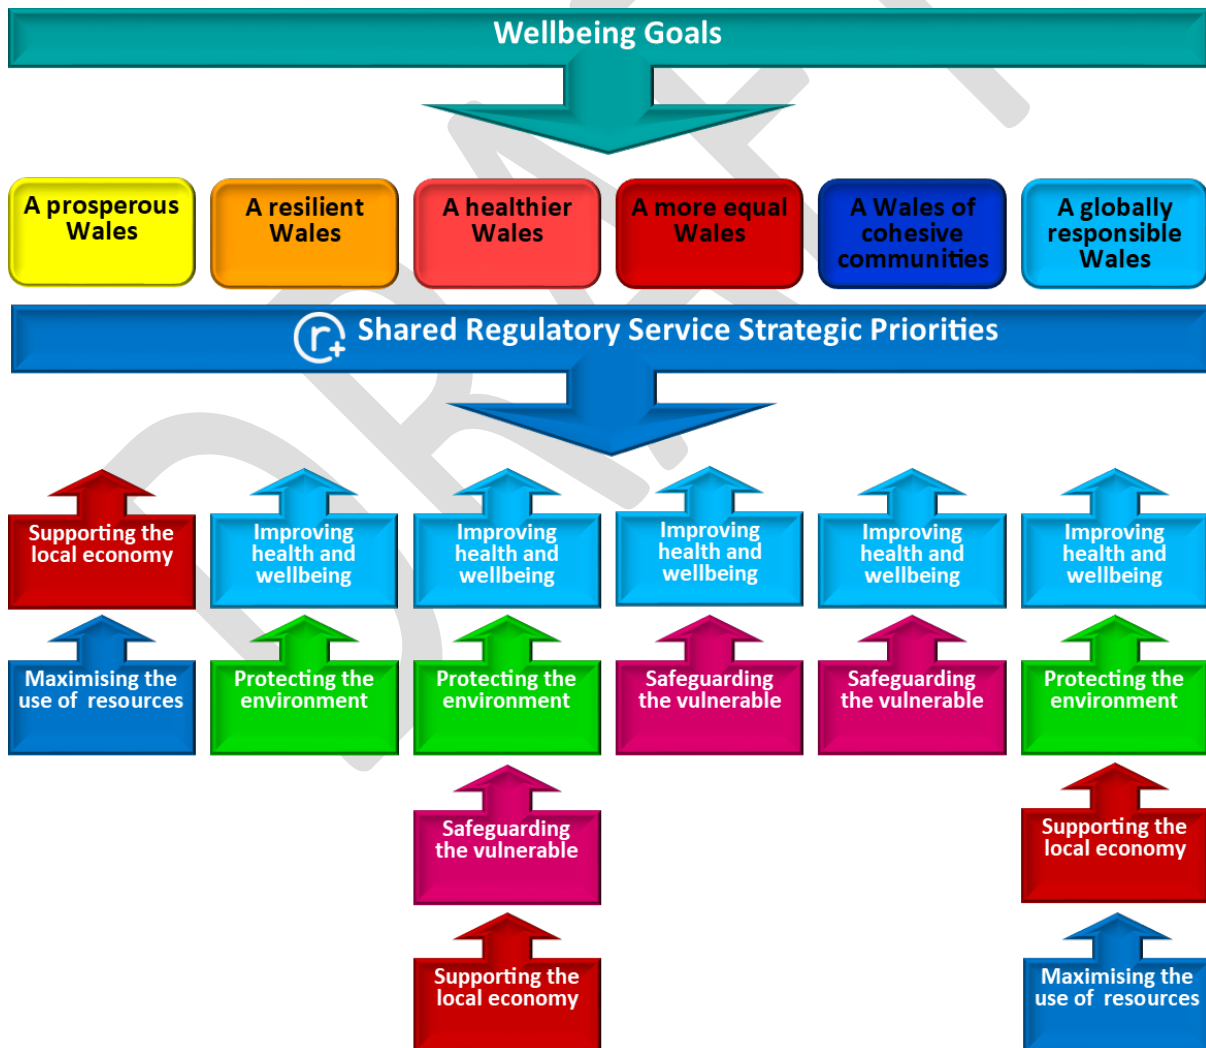 Wellbeing Goals
A prosperous
Wales
A resilient
Wales
A healthier
Wales
A more equal
Wales
A Wales of
cohesive
communities
A globally
responsible
Wales
r+ Shared Regulatory Service Strategic Priorities
Supporting the
local economy
Improving
health and
wellbeing
Improving
health and
wellbeing
Improving
health and
wellbeing
Improving
health and
wellbeing
Improving
health and
wellbeing
Maximising the
use of resources
Protecting the
environment
Protecting the
environment
Safeguarding
the vulnerable
Safeguarding
the vulnerable
Protecting the
environment
Safeguarding
the vulnerable
Supporting the
local economy
Supporting the
local economy
Maximising the
use of resources
DRAFT